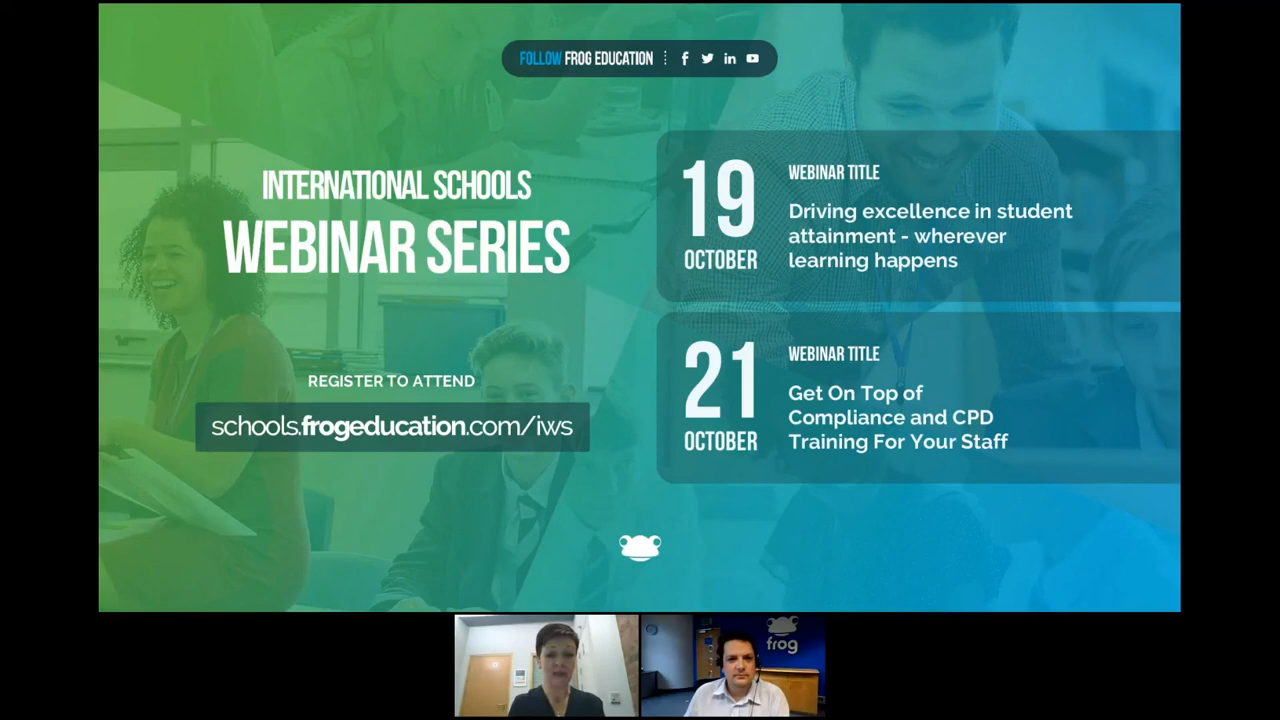 FOLLOW FROG EDUCATION
INTERNATIONAL SCHOOLS
WEBINAR SERIES
REGISTER TO ATTEND
schools.frogeducation.com/iws
19
OCTOBER
WEBINAR TITLE
Driving excellence in student
attainment - wherever
learning happens
21
OCTOBER
WEBINAR TITLE
Get On Top of
Compliance and CPD
Training For Your Staff
frog